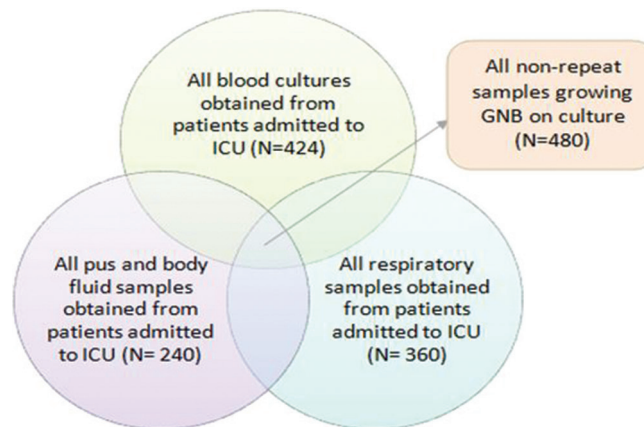 All blood cultures
obtained from
patients admitted to
ICU (N=424)
All non-repeat
samples growing
GNB on culture
(N=480)
All pus and body
fluid samples
obtained from
patients admitted
to ICU (N= 240)
All respiratory
samples obtained
from patients
admitted to ICU
(N= 360)